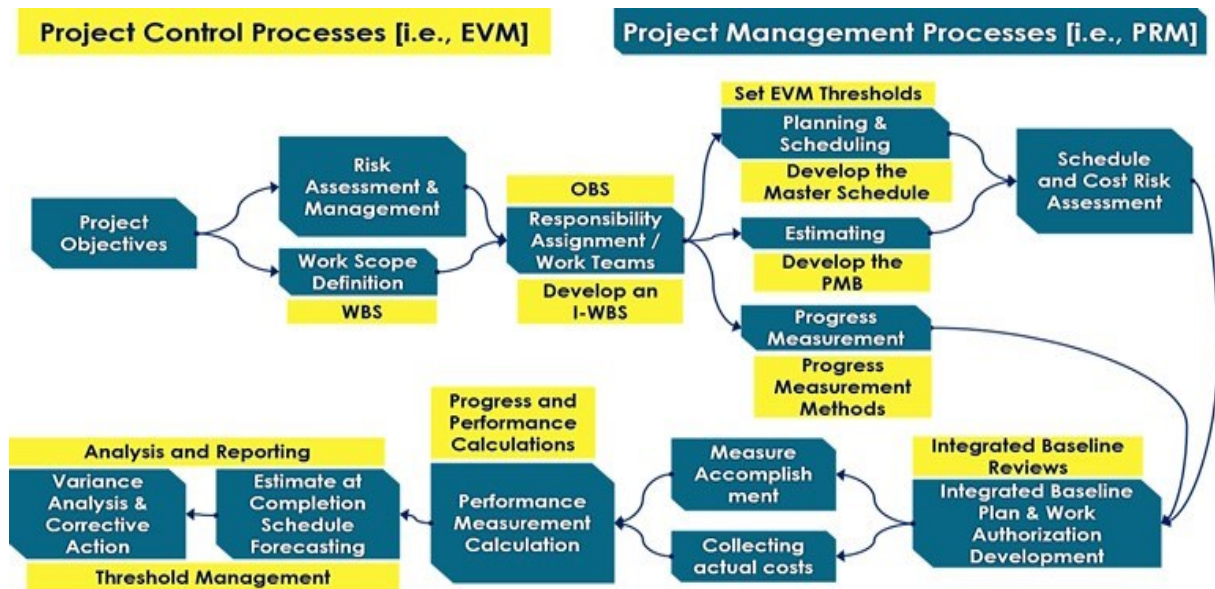 Project Control Processes [i.e., EVM]
Project Management Processes [i.e., PRM]
Project
Objectives
Risk
Assessment &
Management
Work Scope
Definition
WBS
OBS
Responsibility
Assignment /
Work Teams
Develop an
I-WBS
Set EVM Thresholds
Planning &
Scheduling
Develop the
Master Schedule
Estimating
Develop the
PMB
Progress
Measurement
Progress
Measurement
Methods
Schedule
and Cost Risk
Assessment
Integrated Baseline
Reviews
Integrated Baseline
Plan & Work
Authorization
Development
Measure
Accomplish
ment
Collecting
actual costs
Progress and
Performance
Calculations
Performance
Measurement
Calculation
Analysis and Reporting
Estimate at
Completion
Schedule
Forecasting
Variance
Analysis &
Corrective
Action
Threshold Management